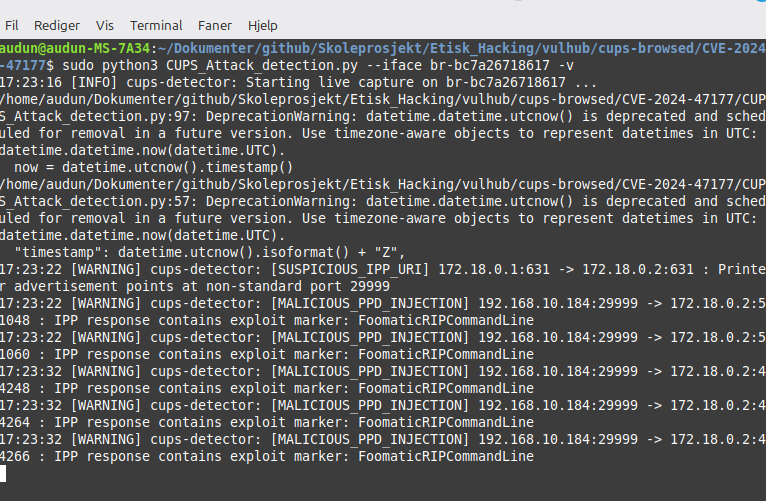 Fil Rediger Vis Terminal Faner Hjelp
audun@audun-MS-7A34:~/Dokumenter/github/Skoleprosjekt/Etisk_Hacking/vulhub/cups-browsed/CVE-2024
-47177$ sudo python3 CUPS_Attack_detection.py --iface br-bc7a26718617 -v
17:23:16 [INFO] cups-detector: Starting live capture on br-bc7a26718617 ...
/home/audun/Dokumenter/github/Skoleprosjekt/Etisk_Hacking/vulhub/cups-browsed/CVE-2024-47177/CUP
S_Attack_detection.py:97: DeprecationWarning: datetime.datetime.utcnow() is deprecated and sched
uled for removal in a future version. Use timezone-aware objects to represent datetimes in UTC:
datetime.datetime.now(datetime.UTC).
  now = datetime.utcnow().timestamp()
/home/audun/Dokumenter/github/Skoleprosjekt/Etisk_Hacking/vulhub/cups-browsed/CVE-2024-47177/CUP
S_Attack_detection.py:57: DeprecationWarning: datetime.datetime.utcnow() is deprecated and sched
uled for removal in a future version. Use timezone-aware objects to represent datetimes in UTC:
datetime.datetime.now(datetime.UTC).
  "timestamp": datetime.utcnow().isoformat() + "Z",
17:23:22 [WARNING] cups-detector: [SUSPICIOUS_IPP_URI] 172.18.0.1:631 -> 172.18.0.2:631 : Printe
r advertisement points at non-standard port 29999
17:23:22 [WARNING] cups-detector: [MALICIOUS_PPD_INJECTION] 192.168.10.184:29999 -> 172.18.0.2:5
1048 : IPP response contains exploit marker: FoomaticRIPCommandLine
17:23:22 [WARNING] cups-detector: [MALICIOUS_PPD_INJECTION] 192.168.10.184:29999 -> 172.18.0.2:5
1060 : IPP response contains exploit marker: FoomaticRIPCommandLine
17:23:32 [WARNING] cups-detector: [MALICIOUS_PPD_INJECTION] 192.168.10.184:29999 -> 172.18.0.2:4
4248 : IPP response contains exploit marker: FoomaticRIPCommandLine
17:23:32 [WARNING] cups-detector: [MALICIOUS_PPD_INJECTION] 192.168.10.184:29999 -> 172.18.0.2:4
4264 : IPP response contains exploit marker: FoomaticRIPCommandLine
17:23:32 [WARNING] cups-detector: [MALICIOUS_PPD_INJECTION] 192.168.10.184:29999 -> 172.18.0.2:4
4266 : IPP response contains exploit marker: FoomaticRIPCommandLine